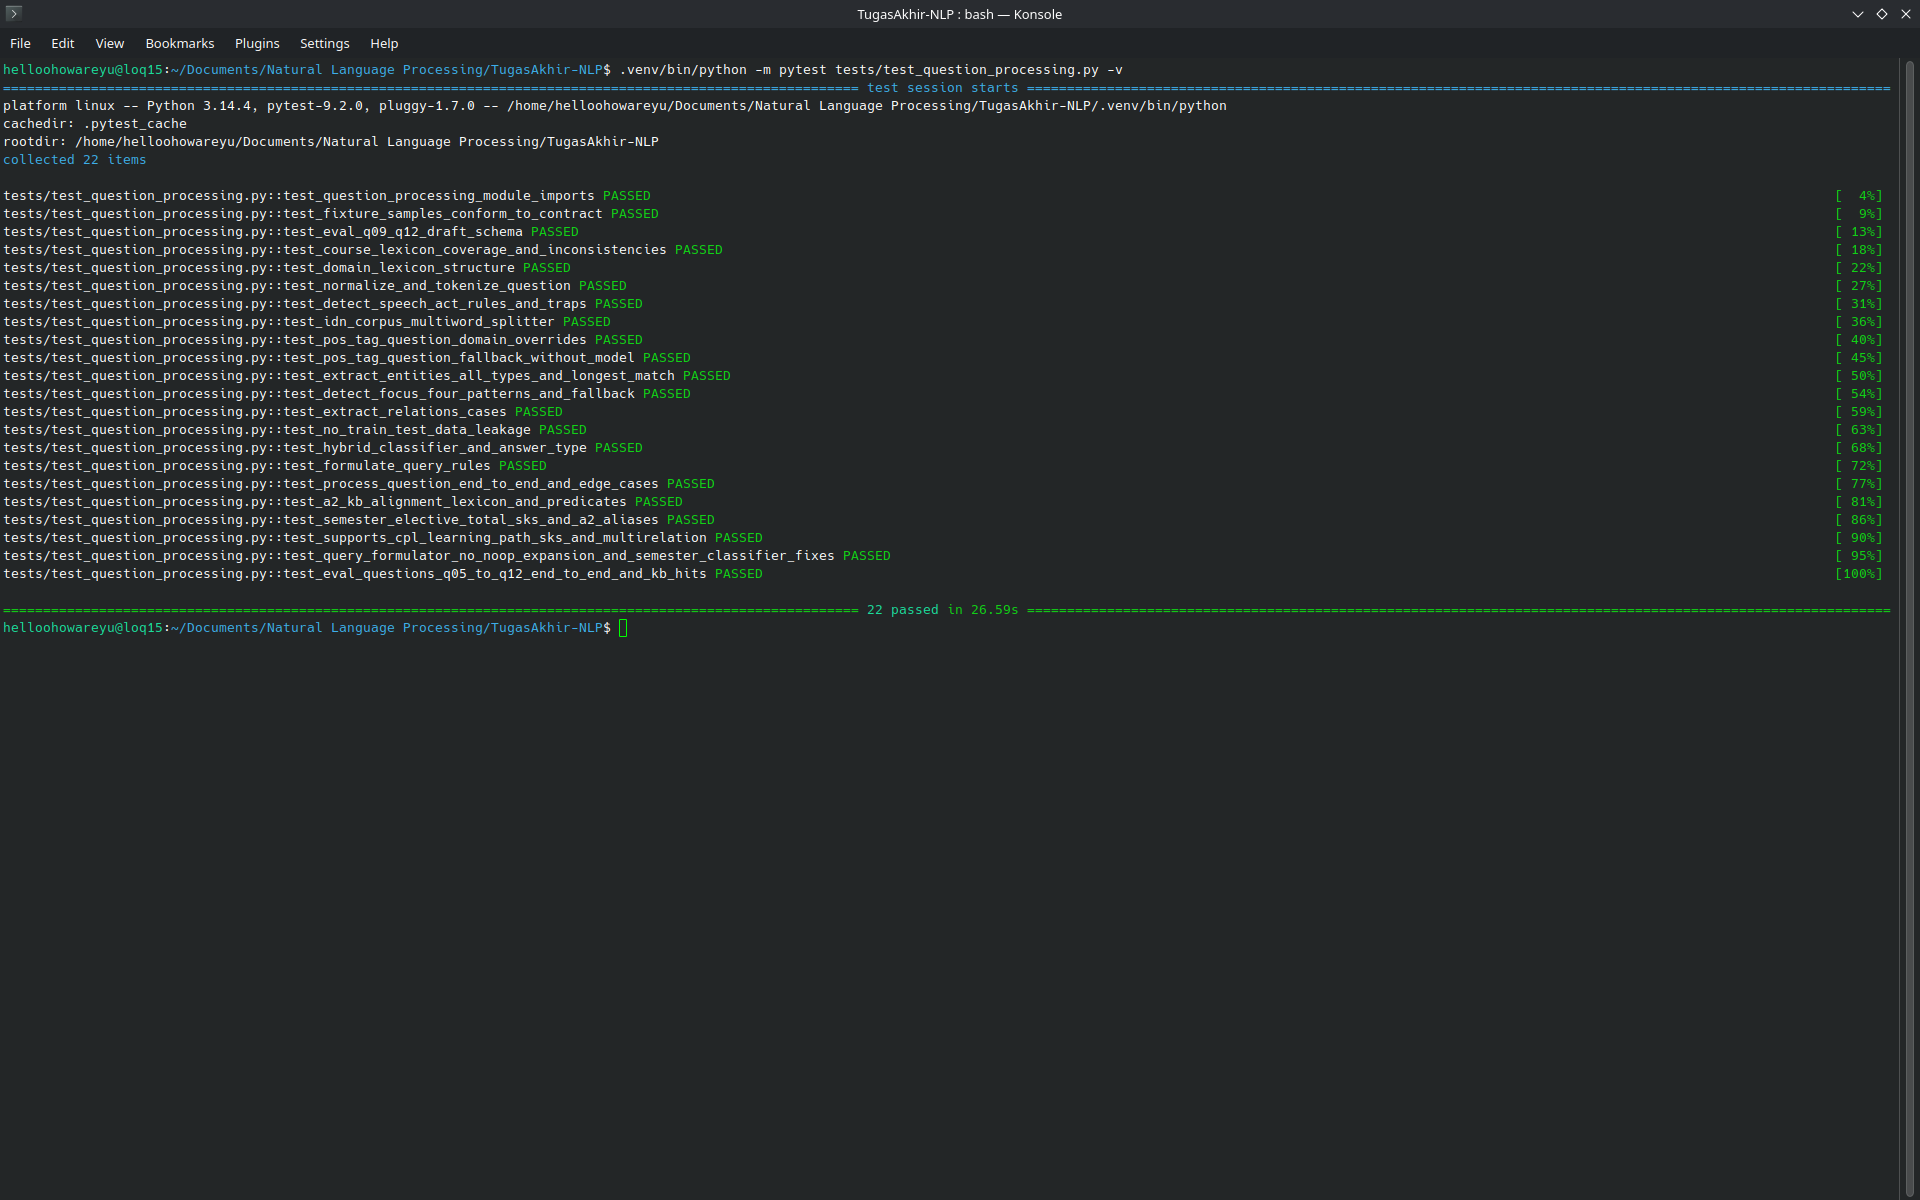 TugasAkhir-NLP : bash — Konsole
File Edit View Bookmarks Plugins Settings Help
helloohowareyu@loq15:~/Documents/Natural Language Processing/TugasAkhir-NLP$ .venv/bin/python -m pytest tests/test_question_processing.py -v
=========================================================================================================== test session starts ============================================================================================================
platform linux -- Python 3.14.4, pytest-9.2.0, pluggy-1.7.0 -- /home/helloohowareyu/Documents/Natural Language Processing/TugasAkhir-NLP/.venv/bin/python
cachedir: .pytest_cache
rootdir: /home/helloohowareyu/Documents/Natural Language Processing/TugasAkhir-NLP
collected 22 items
tests/test_question_processing.py::test_question_processing_module_imports PASSED [  4%]
tests/test_question_processing.py::test_fixture_samples_conform_to_contract PASSED [  9%]
tests/test_question_processing.py::test_eval_q09_q12_draft_schema PASSED [ 13%]
tests/test_question_processing.py::test_course_lexicon_coverage_and_inconsistencies PASSED [ 18%]
tests/test_question_processing.py::test_domain_lexicon_structure PASSED [ 22%]
tests/test_question_processing.py::test_normalize_and_tokenize_question PASSED [ 27%]
tests/test_question_processing.py::test_detect_speech_act_rules_and_traps PASSED [ 31%]
tests/test_question_processing.py::test_idn_corpus_multiword_splitter PASSED [ 36%]
tests/test_question_processing.py::test_pos_tag_question_domain_overrides PASSED [ 40%]
tests/test_question_processing.py::test_pos_tag_question_fallback_without_model PASSED [ 45%]
tests/test_question_processing.py::test_extract_entities_all_types_and_longest_match PASSED [ 50%]
tests/test_question_processing.py::test_detect_focus_four_patterns_and_fallback PASSED [ 54%]
tests/test_question_processing.py::test_extract_relations_cases PASSED [ 59%]
tests/test_question_processing.py::test_no_train_test_data_leakage PASSED [ 63%]
tests/test_question_processing.py::test_hybrid_classifier_and_answer_type PASSED [ 68%]
tests/test_question_processing.py::test_formulate_query_rules PASSED [ 72%]
tests/test_question_processing.py::test_process_question_end_to_end_and_edge_cases PASSED [ 77%]
tests/test_question_processing.py::test_a2_kb_alignment_lexicon_and_predicates PASSED [ 81%]
tests/test_question_processing.py::test_semester_elective_total_sks_and_a2_aliases PASSED [ 86%]
tests/test_question_processing.py::test_supports_cpl_learning_path_sks_and_multirelation PASSED [ 90%]
tests/test_question_processing.py::test_query_formulator_no_noop_expansion_and_semester_classifier_fixes PASSED [ 95%]
tests/test_question_processing.py::test_eval_questions_q05_to_q12_end_to_end_and_kb_hits PASSED [100%]
=========================================================================================================== 22 passed in 26.59s ============================================================================================================
helloohowareyu@loq15:~/Documents/Natural Language Processing/TugasAkhir-NLP$